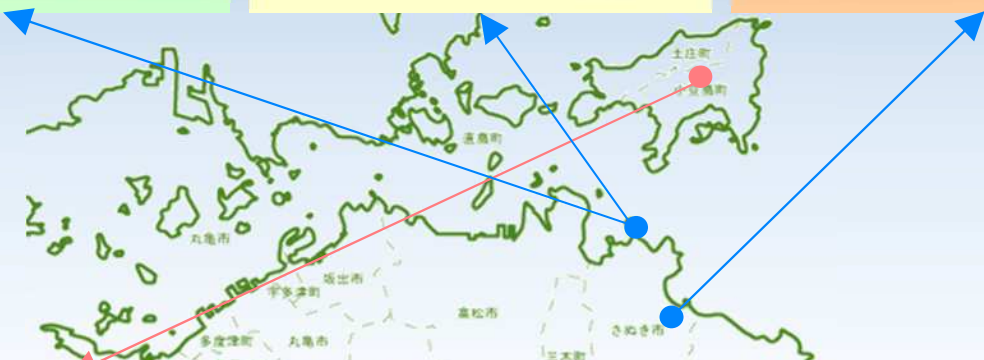 土庄町
小豆島町
直島町
丸亀市
坂出市
宇多津町
高松市
さぬき市
多度津町
丸亀市
三木町